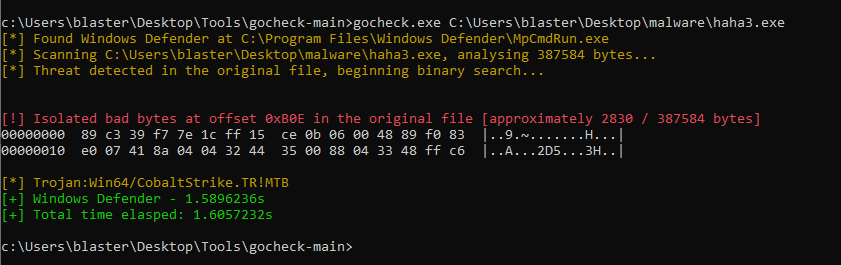 c:\Users\blaster\Desktop\Tools\gocheck-main>gocheck.exe C:\Users\blaster\Desktop\malware\haha3.exe
[*] Found Windows Defender at C:\Program Files\Windows Defender\MpCmdRun.exe
[*] Scanning C:\Users\blaster\Desktop\malware\haha3.exe, analysing 387584 bytes...
[*] Threat detected in the original file, beginning binary search...
[!] Isolated bad bytes at offset 0xB0E in the original file [approximately 2830 / 387584 bytes]
00000000  89 c3 39 f7 7e 1c ff 15  ce 0b 06 00 48 89 f0 83  |..9.~.......H...|
00000010  e0 07 41 8a 04 04 32 44  35 00 88 04 33 48 ff c6  |..A...2D5...3H..|
[*] Trojan:Win64/CobaltStrike.TR!MTB
[+] Windows Defender - 1.5896236s
[+] Total time elasped: 1.6057232s
c:\Users\blaster\Desktop\Tools\gocheck-main>